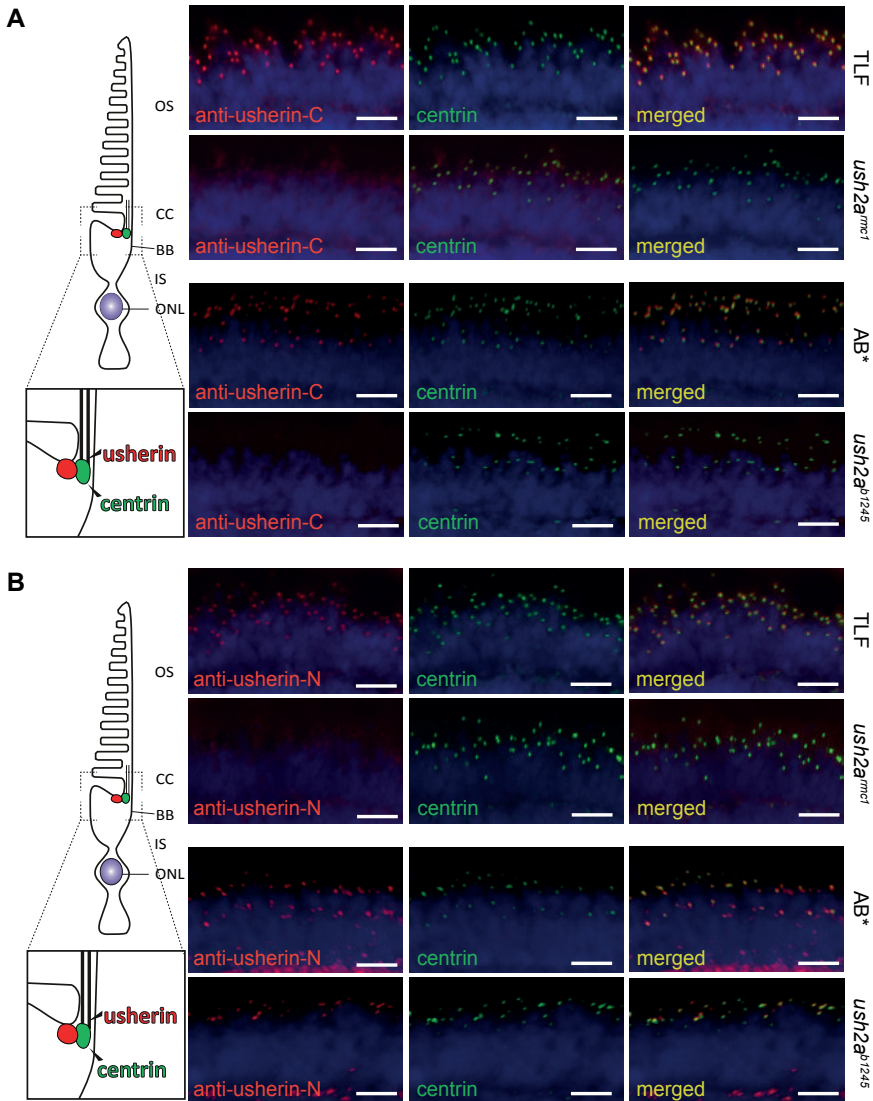 A
OS
CC
BB
IS
ONL
usherin
centrin
anti-usherin-C centrin merged TLF
anti-usherin-C centrin merged ush2a^rmc1
anti-usherin-C centrin merged AB*
anti-usherin-C centrin merged ush2a^b1245
B
OS
CC
BB
IS
ONL
usherin
centrin
anti-usherin-N centrin merged TLF
anti-usherin-N centrin merged ush2a^rmc1
anti-usherin-N centrin merged AB*
anti-usherin-N centrin merged ush2a^b1245